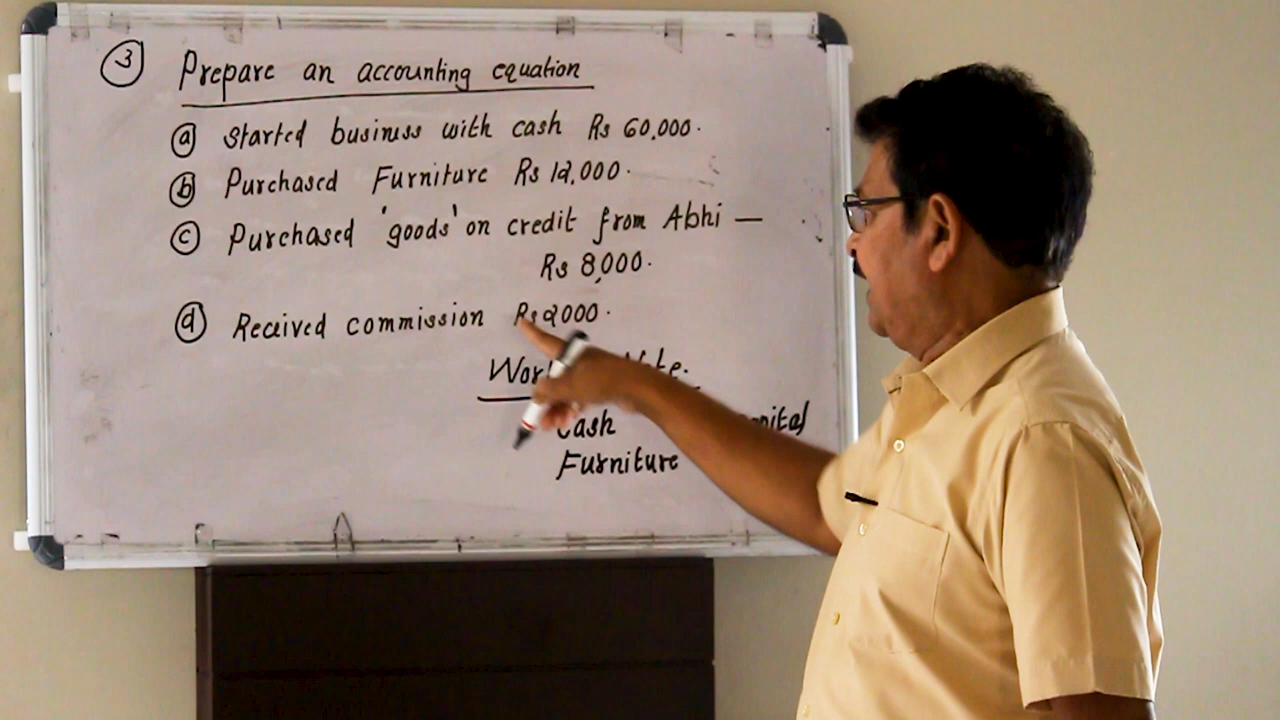 ③ Prepare an accounting equation
ⓐ Started business with cash Rs 60,000.
ⓑ Purchased Furniture Rs 12,000.
ⓒ Purchased 'goods' on credit from Abhi —
Rs 8,000.
ⓓ Received commission Rs 2000.
Cash
Furniture